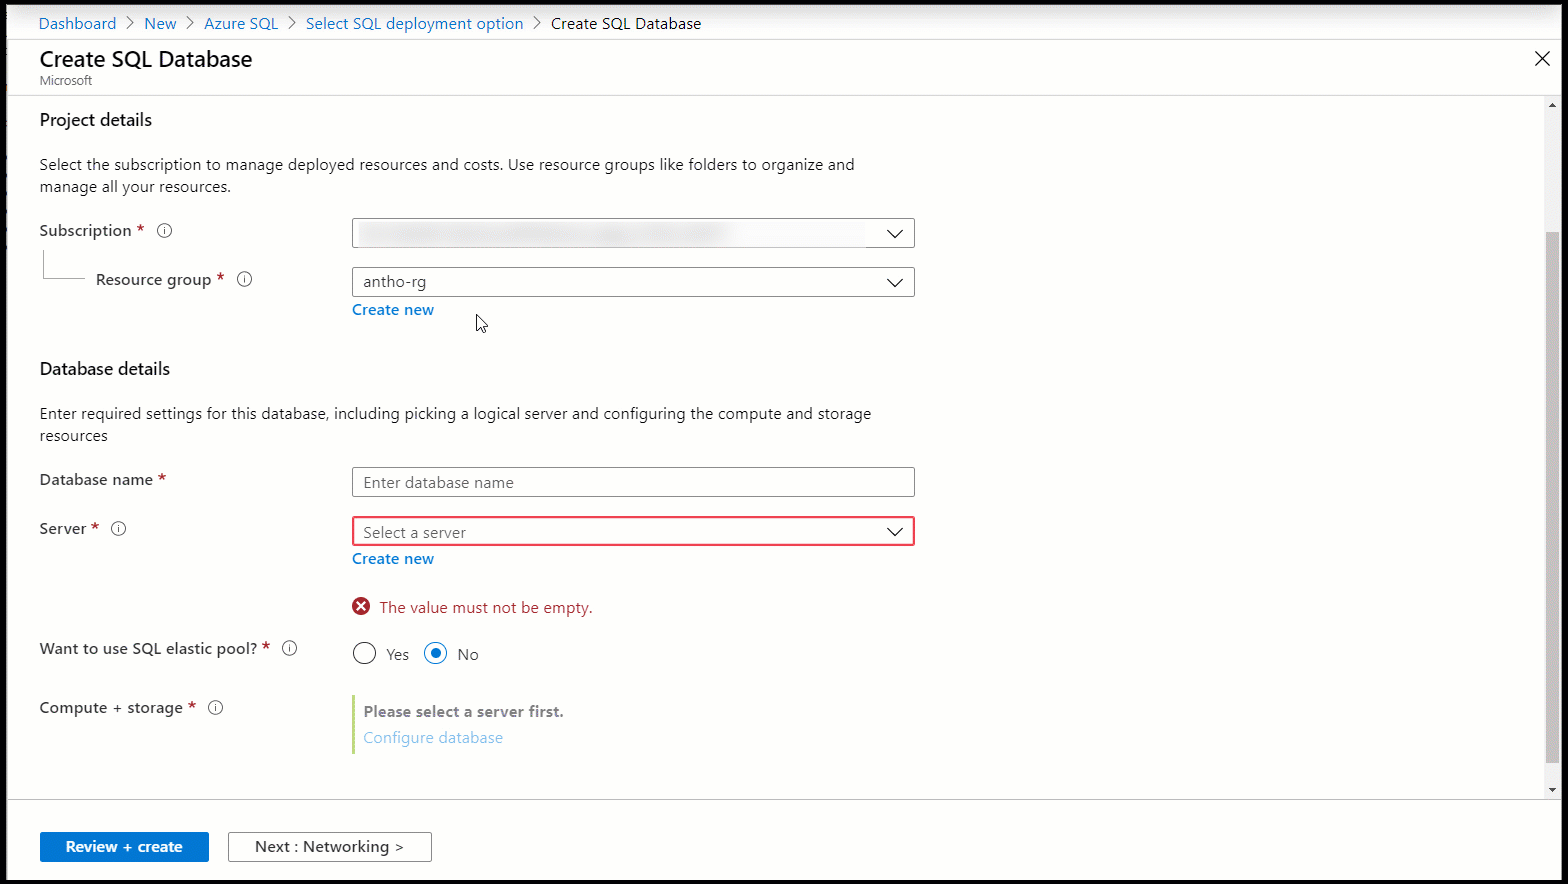 Dashboard > New > Azure SQL > Select SQL deployment option > Create SQL Database
Create SQL Database
Microsoft
Project details
Select the subscription to manage deployed resources and costs. Use resource groups like folders to organize and
manage all your resources.
Subscription *
Resource group * antho-rg
Create new
Database details
Enter required settings for this database, including picking a logical server and configuring the compute and storage
resources
Database name * Enter database name
Server * Select a server
Create new
The value must not be empty.
Want to use SQL elastic pool? * Yes No
Compute + storage * Please select a server first.
Configure database
Review + create Next : Networking >